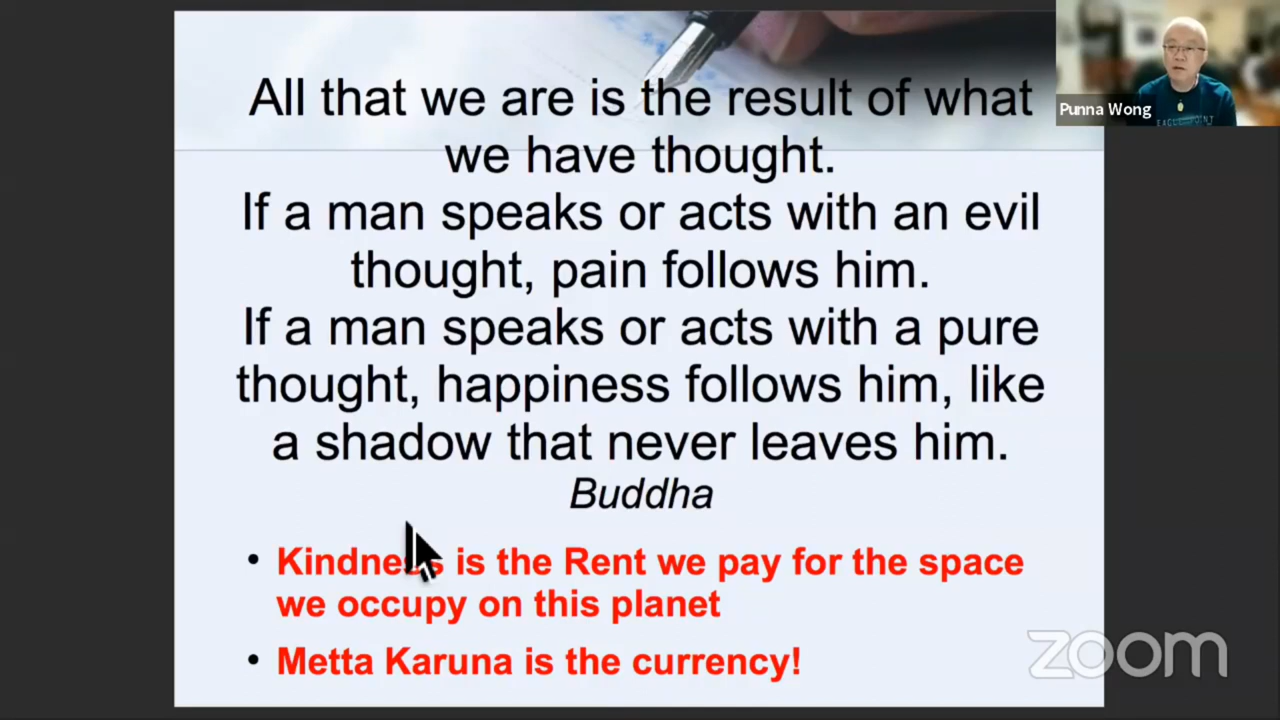 All that we are is the result of what
we have thought.
If a man speaks or acts with an evil
thought, pain follows him.
If a man speaks or acts with a pure
thought, happiness follows him, like
a shadow that never leaves him.
Buddha
• Kindness is the Rent we pay for the space
we occupy on this planet
• Metta Karuna is the currency!
Punna Wong
zoom